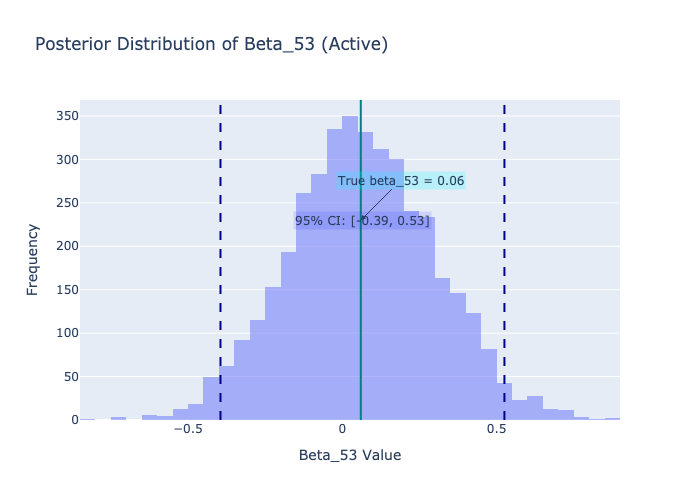 Posterior Distribution of Beta_53 (Active)
350
300
250
200
150
100
50
0
Frequency
True beta_53 = 0.06
95% CI: [-0.39, 0.53]
−0.5
0
0.5
Beta_53 Value